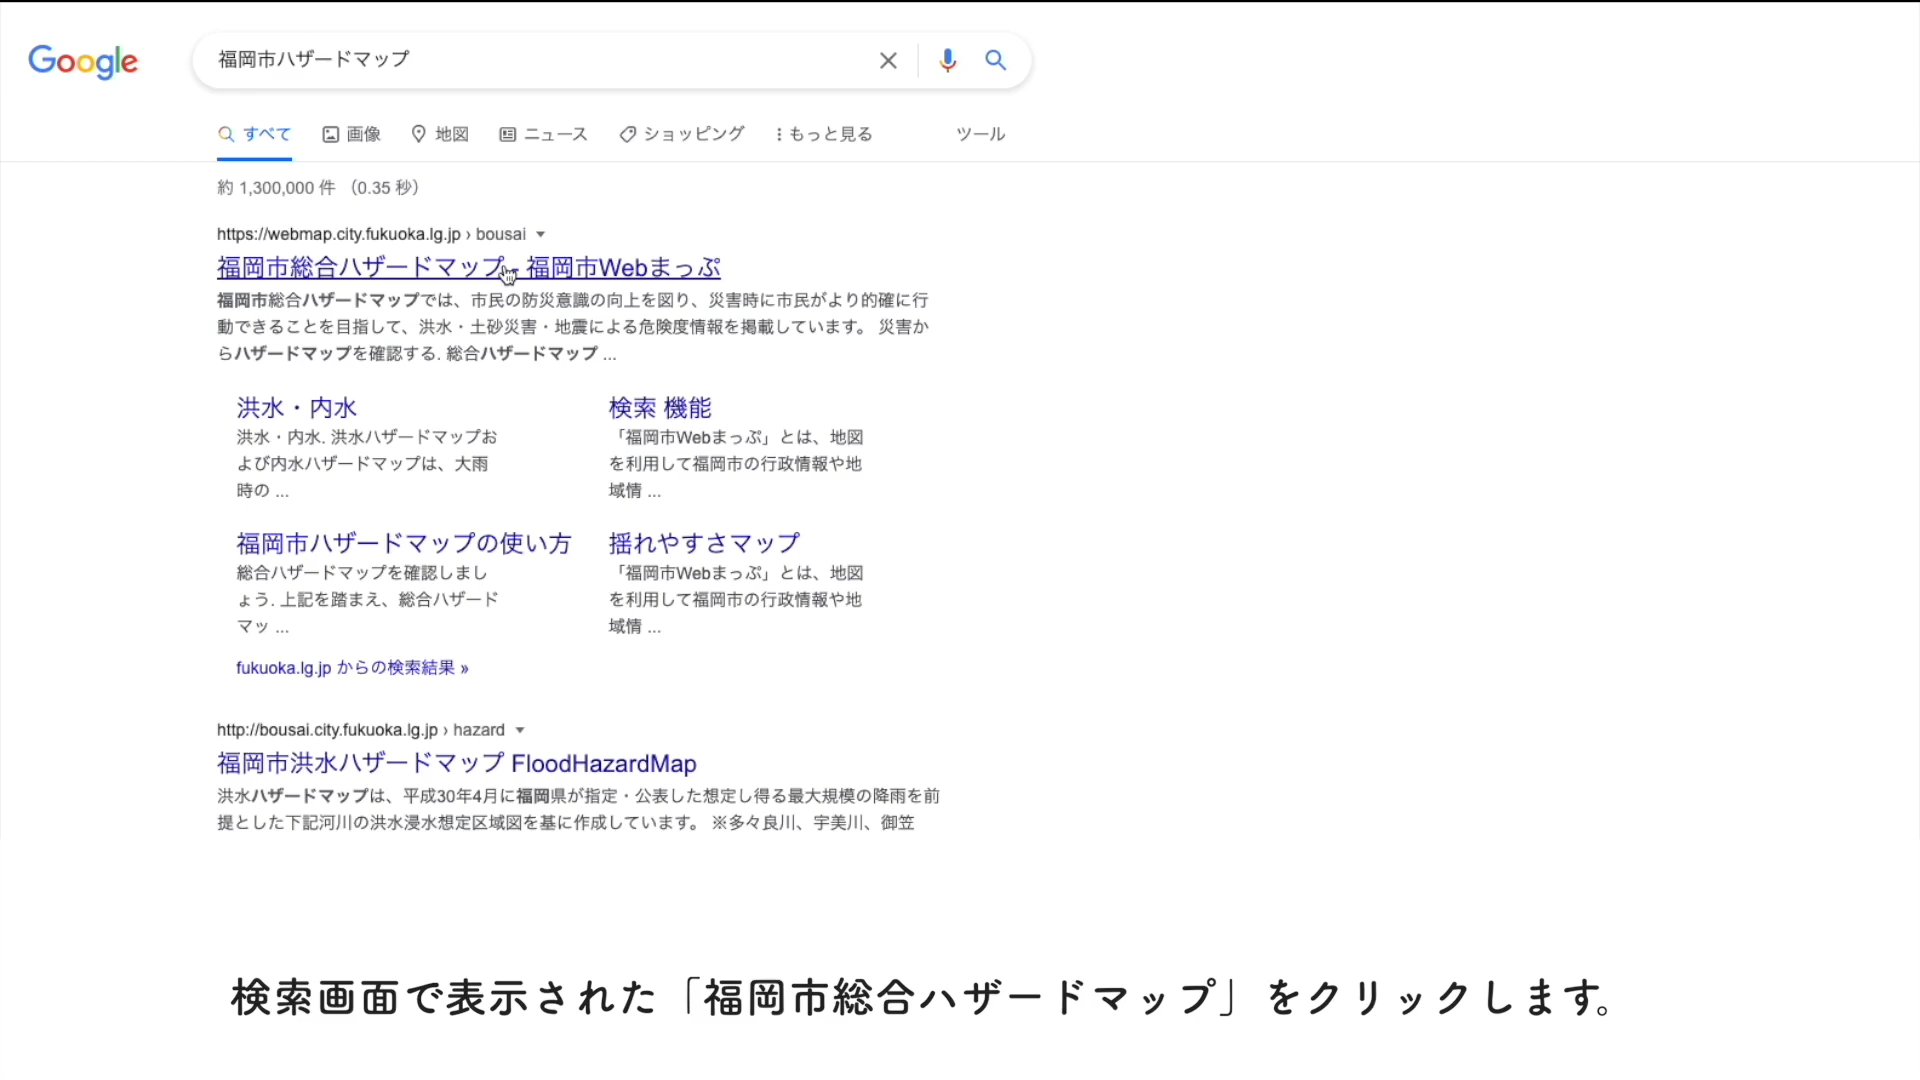 Google
福岡市ハザードマップ
すべて 画像 地図 ニュース ショッピング もっと見る ツール
約 1,300,000 件 （0.35 秒）
https://webmap.city.fukuoka.lg.jp › bousai
福岡市総合ハザードマップ - 福岡市Webまっぷ
福岡市総合ハザードマップでは、市民の防災意識の向上を図り、災害時に市民がより的確に行
動できることを目指して、洪水・土砂災害・地震による危険度情報を掲載しています。 災害か
らハザードマップを確認する. 総合ハザードマップ ...
洪水・内水
洪水・内水. 洪水ハザードマップお
よび内水ハザードマップは、大雨
時の ...
検索 機能
「福岡市Webまっぷ」とは、地図
を利用して福岡市の行政情報や地
域情 ...
福岡市ハザードマップの使い方
総合ハザードマップを確認しまし
ょう. 上記を踏まえ、総合ハザード
マッ ...
揺れやすさマップ
「福岡市Webまっぷ」とは、地図
を利用して福岡市の行政情報や地
域情 ...
fukuoka.lg.jp からの検索結果 »
http://bousai.city.fukuoka.lg.jp › hazard
福岡市洪水ハザードマップ FloodHazardMap
洪水ハザードマップは、平成30年4月に福岡県が指定・公表した想定し得る最大規模の降雨を前
提とした下記河川の洪水浸水想定区域図を基に作成しています。 ※多々良川、宇美川、御笠
検索画面で表示された「福岡市総合ハザードマップ」をクリックします。